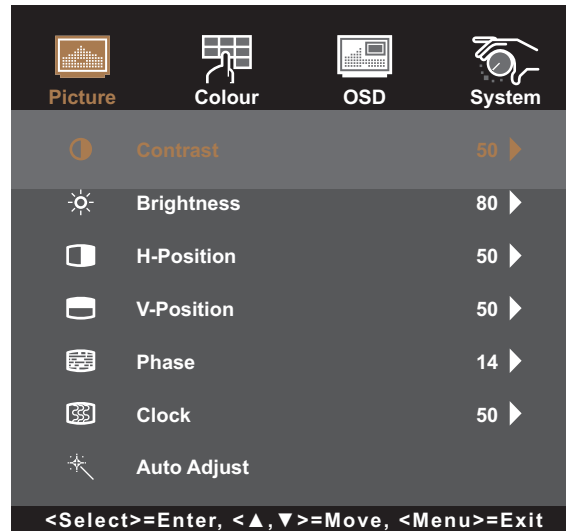 Picture Colour OSD System
Contrast 50
Brightness 80
H-Position 50
V-Position 50
Phase 14
Clock 50
Auto Adjust
<Select>=Enter, <▲,▼>=Move, <Menu>=Exit